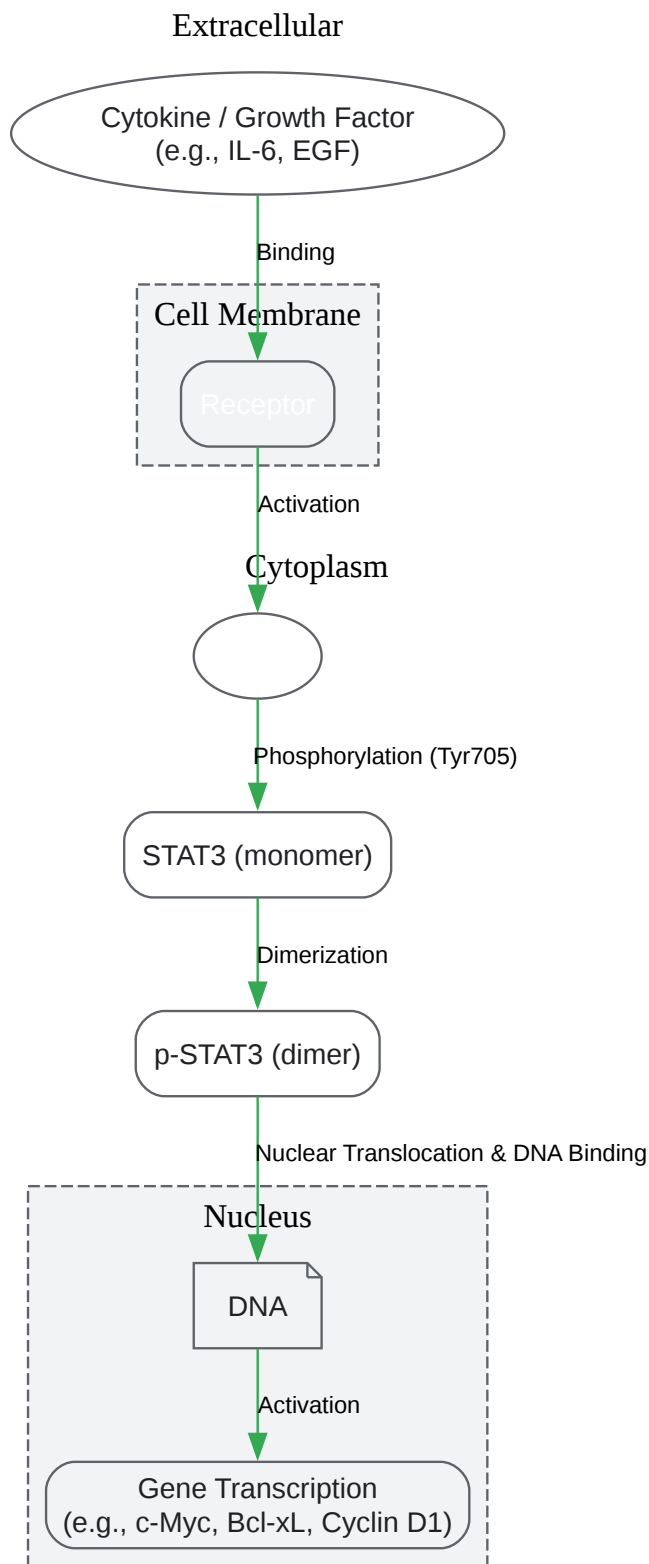 Extracellular
Cytokine / Growth Factor
(e.g., IL-6, EGF)
Binding
Cell Membrane
Receptor
Activation
Cytoplasm
Phosphorylation (Tyr705)
STAT3 (monomer)
Dimerization
p-STAT3 (dimer)
Nuclear Translocation & DNA Binding
Nucleus
DNA
Activation
Gene Transcription
(e.g., c-Myc, Bcl-xL, Cyclin D1)